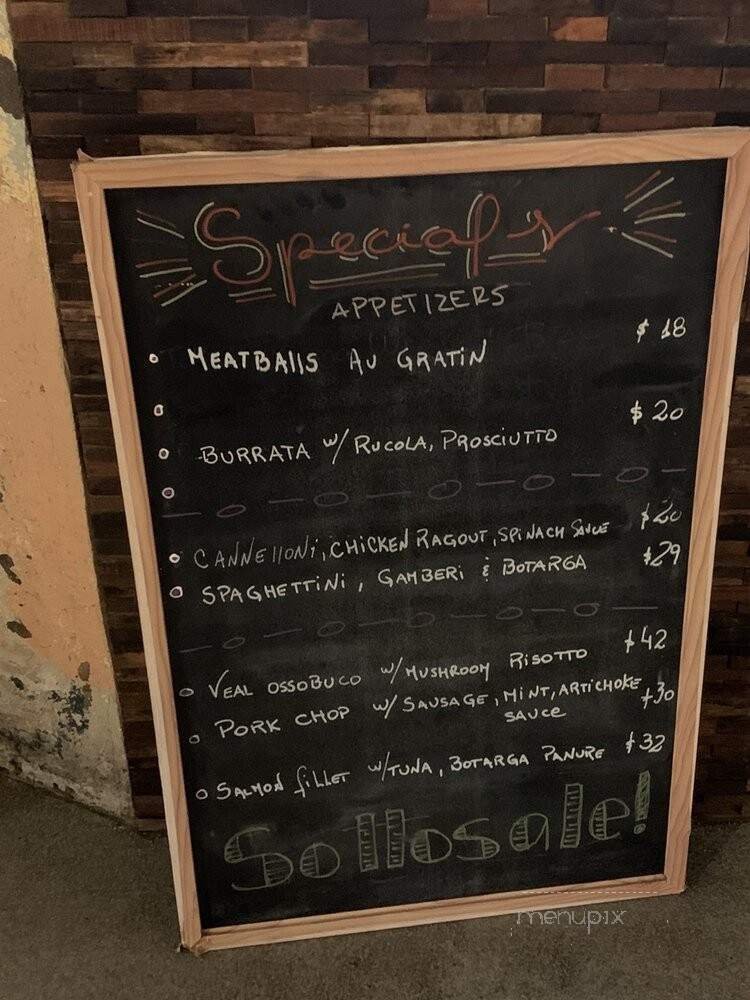 Specials
APPETIZERS
MEATBALLS AU GRATIN $ 18
BURRATA w/ RUCOLA, PROSCIUTTO $ 20
CANNELLONI, CHICKEN RAGOUT, SPINACH SAUCE $20
SPAGHETTINI, GAMBERI & BOTARGA $29
VEAL OSSOBUCO w/ MUSHROOM RISOTTO $42
PORK CHOP w/ SAUSAGE, MINT, ARTICHOKE $30
SAUCE
SALMON fILLET w/ TUNA, BOTARGA PANURE $32
Sottosale!
menupix